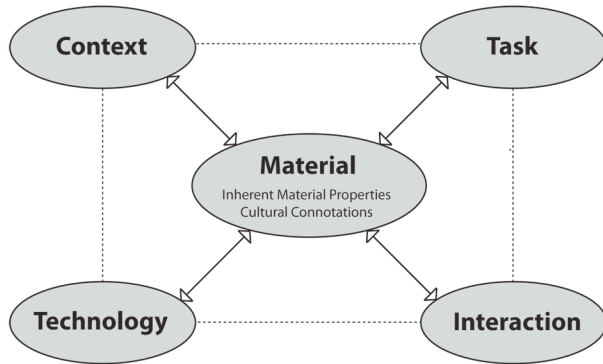 Context
Task
Material
Inherent Material Properties
Cultural Connotations
Technology
Interaction